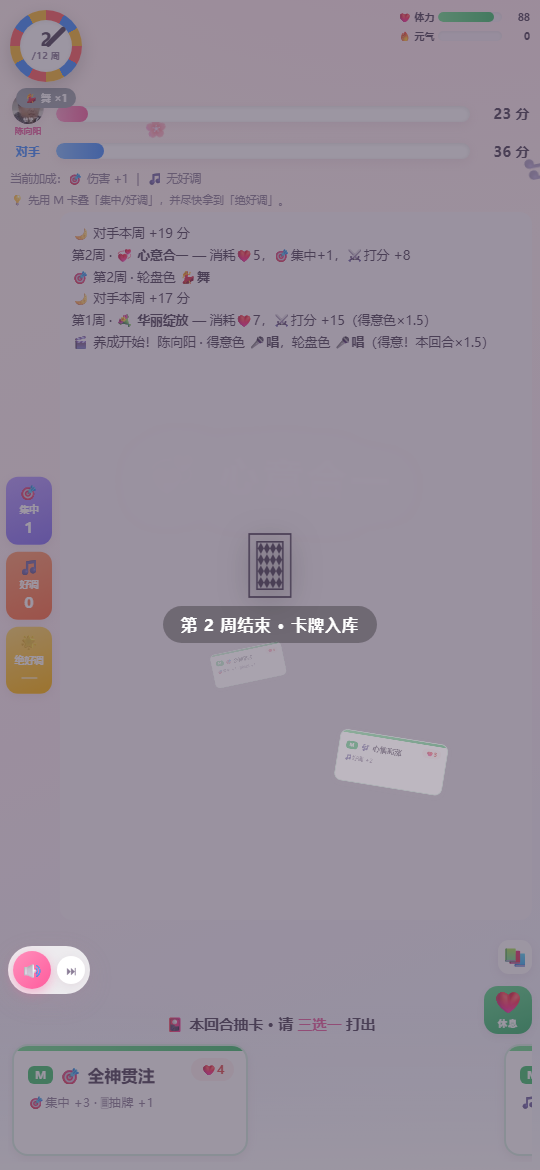 2
/12 周
体力 88
元气 0
舞 ×1
陈向阳
23 分
对手
36 分
当前加成: 伤害 +1 | 无好调
先用 M 卡叠「集中/好调」，并尽快拿到「绝好调」。
对手本周 +19 分
第2周 · 心意合一 — 消耗 5，集中+1，打分 +8
第2周 · 轮盘色 舞
对手本周 +17 分
第1周 · 华丽绽放 — 消耗 7，打分 +15（得意色×1.5）
养成开始！陈向阳 · 得意色 唱，轮盘色 唱（得意！本回合×1.5）
集中
1
好调
0
绝好调
—
第 2 周结束 • 卡牌入库
M
休息
本回合抽卡 • 请 三选一 打出
M 全神贯注 4
集中 +3 · 抽牌 +1